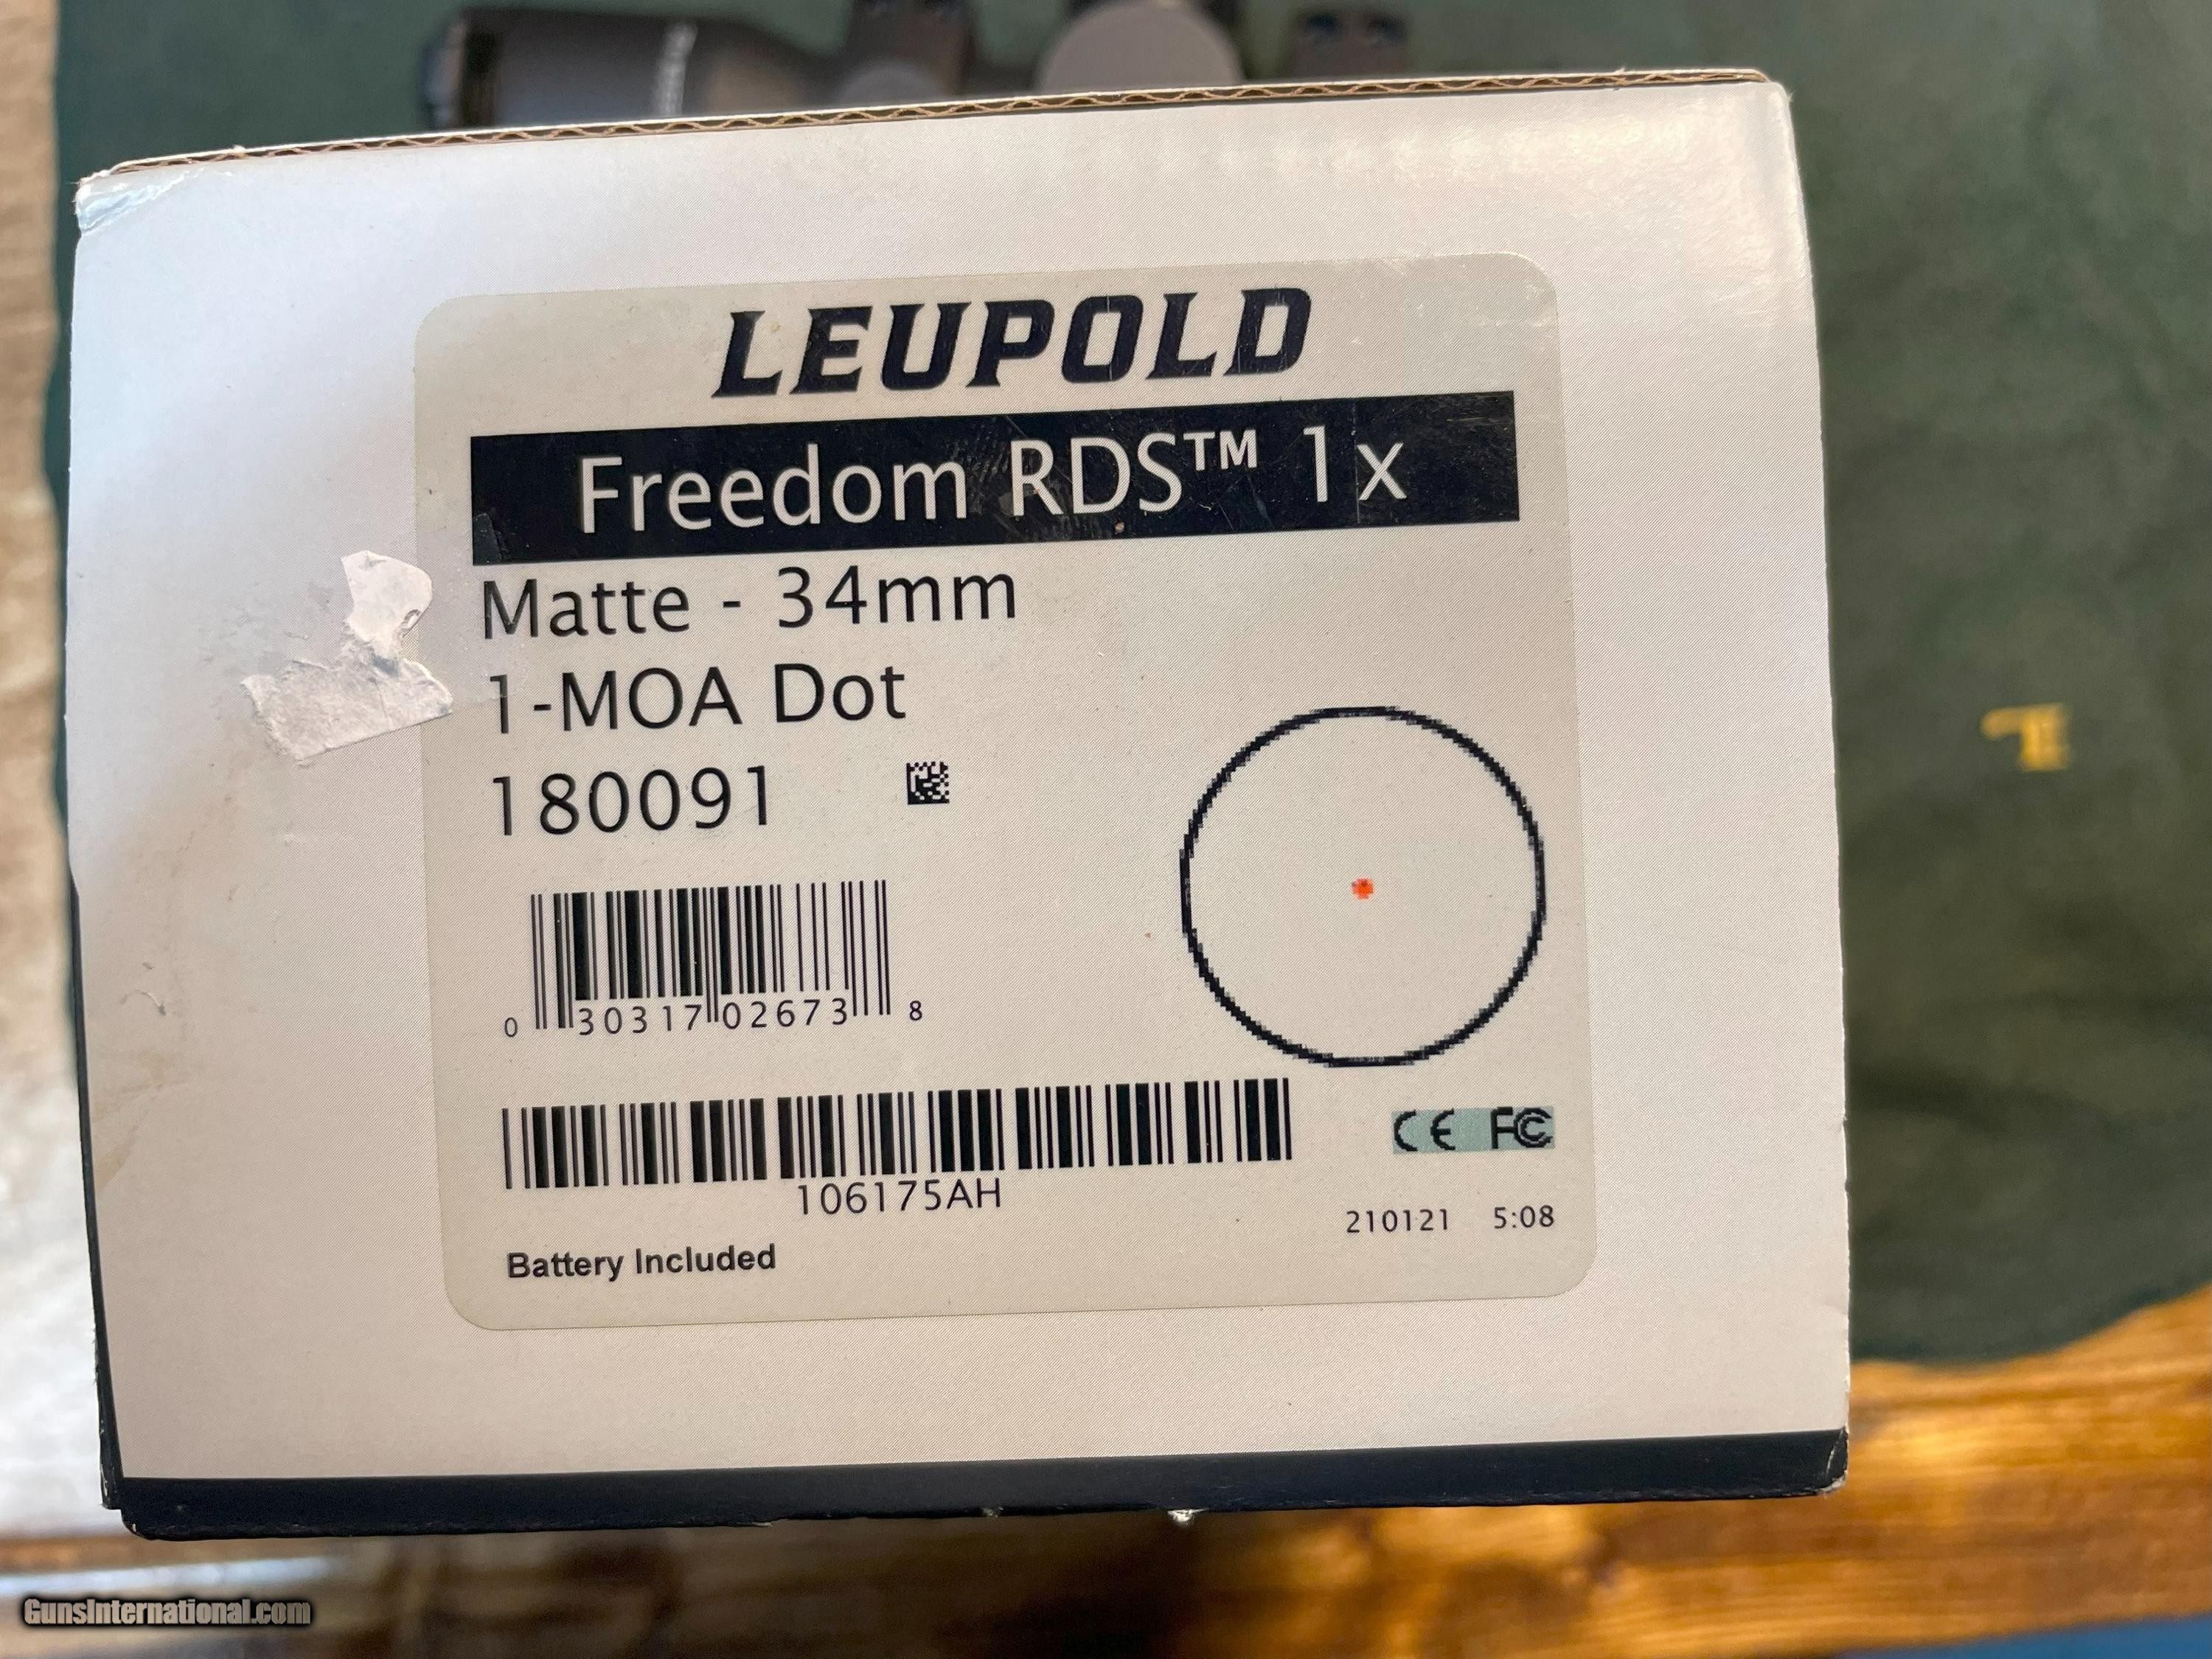 LEUPOLD
Freedom RDS™ 1x
Matte - 34mm
1-MOA Dot
180091
0 30317 02673 8
106175AH
CE FC
210121 5:08
Battery Included
GunsInternational.com